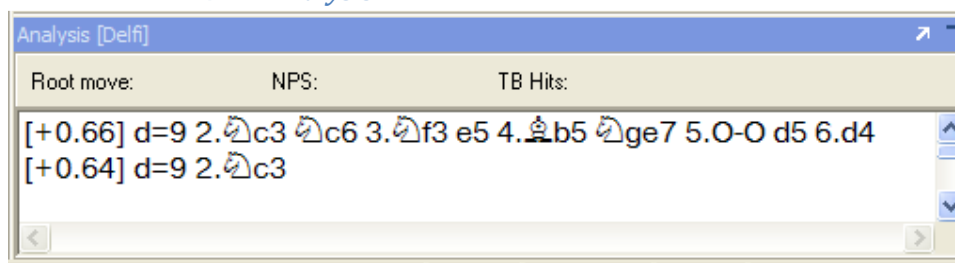 Analysis [Delfi]
Root move: NPS: TB Hits:
[+0.66] d=9 2.♘c3 ♘c6 3.♘f3 e5 4.♗b5 ♘ge7 5.O-O d5 6.d4
[+0.64] d=9 2.♘c3